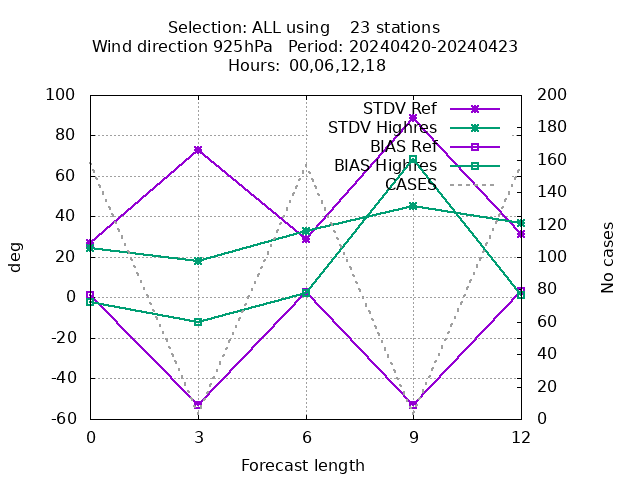 Selection: ALL using    23 stations
Wind direction 925hPa   Period: 20240420-20240423
Hours: 00,06,12,18
STDV Ref
STDV Highres
BIAS Ref
BIAS Highres
CASES
100
80
60
40
20
0
-20
-40
-60
deg
200
180
160
140
120
100
80
60
40
20
0
No cases
0 3 6 9 12
Forecast length